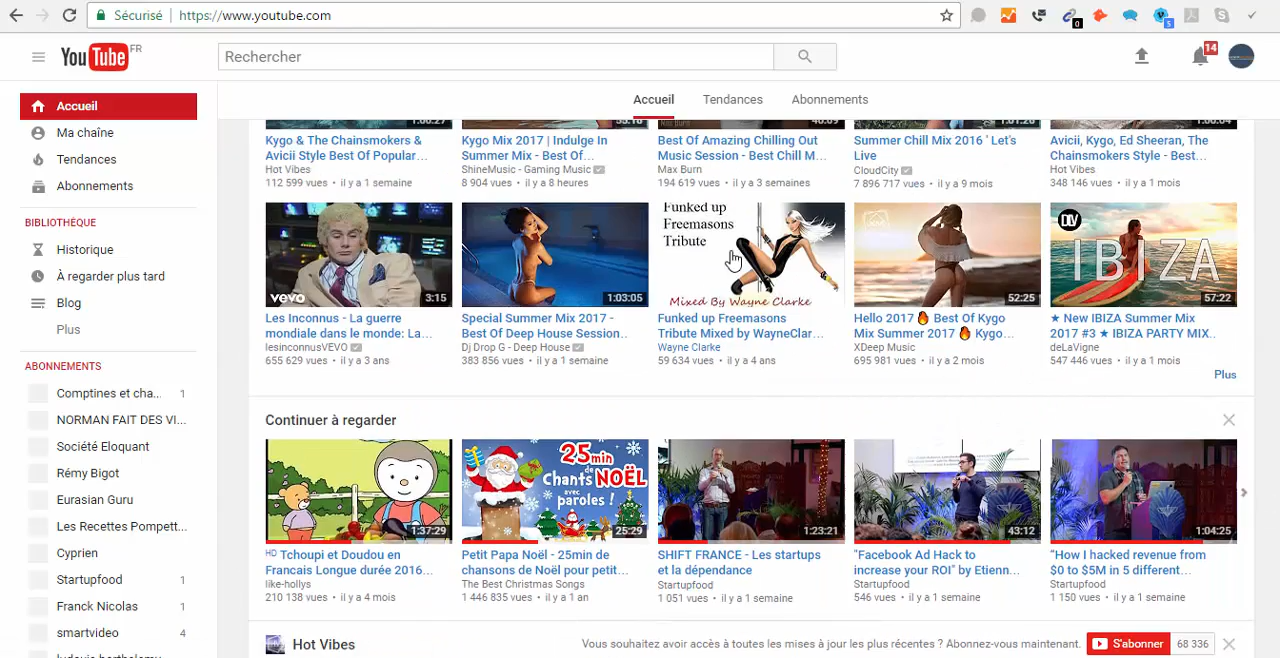 Sécurisé | https://www.youtube.com
0
5
YouTube FR
Rechercher
14
Accueil
Tendances
Abonnements
Accueil
Ma chaîne
Tendances
Abonnements
BIBLIOTHÈQUE
Historique
À regarder plus tard
Blog
Plus
ABONNEMENTS
Comptines et cha... 1
NORMAN FAIT DES VI...
Société Eloquant
Rémy Bigot
Eurasian Guru
Les Recettes Pompett...
Cyprien
Startupfood 1
Franck Nicolas 1
smartvideo 4
Kygo & The Chainsmokers &
Avicii Style Best Of Popular...
Hot Vibes
112 599 vues • il y a 1 semaine
Kygo Mix 2017 | Indulge In
Summer Mix - Best Of...
ShineMusic - Gaming Music
8 904 vues • il y a 8 heures
Best Of Amazing Chilling Out
Music Session - Best Chill M...
Max Burn
194 619 vues • il y a 3 semaines
Summer Chill Mix 2016 ' Let's
Live
CloudCity
7 896 717 vues • il y a 9 mois
Avicii, Kygo, Ed Sheeran, The
Chainsmokers Style - Best...
Hot Vibes
348 146 vues • il y a 1 mois
vevo
3:15
Les Inconnus - La guerre
mondiale dans le monde: La...
lesinconnusVEVO
655 629 vues • il y a 3 ans
1:03:05
Special Summer Mix 2017 -
Best Of Deep House Session...
Dj Drop G - Deep House
383 856 vues • il y a 1 semaine
Funked up
Freemasons
Tribute
Mixed By Wayne Clarke
Funked up Freemasons
Tribute Mixed by WayneClar...
Wayne Clarke
59 634 vues • il y a 4 ans
52:25
Hello 2017 🔥 Best Of Kygo
Mix Summer 2017 🔥 Kygo...
XDeep Music
695 981 vues • il y a 2 mois
DLV
IBIZA
57:22
★ New IBIZA Summer Mix
2017 #3 ★ IBIZA PARTY MIX...
deLaVigne
547 446 vues • il y a 1 mois
Plus
Continuer à regarder
1:37:29
HD Tchoupi et Doudou en
Francais Longue durée 2016...
like-hollys
210 138 vues • il y a 4 mois
25min
de
Chants NOËL
avec
paroles !
25:29
Petit Papa Noël - 25min de
chansons de Noël pour petit...
The Best Christmas Songs
1 446 835 vues • il y a 1 an
1:23:21
SHIFT FRANCE - Les startups
et la dépendance
Startupfood
1 051 vues • il y a 1 semaine
43:12
"Facebook Ad Hack to
increase your ROI" by Etienn...
Startupfood
546 vues • il y a 1 semaine
1:04:25
"How I hacked revenue from
$0 to $5M in 5 different...
Startupfood
1 150 vues • il y a 1 semaine
Hot Vibes
Vous souhaitez avoir accès à toutes les mises à jour les plus récentes ? Abonnez-vous maintenant.
S'abonner 68 336